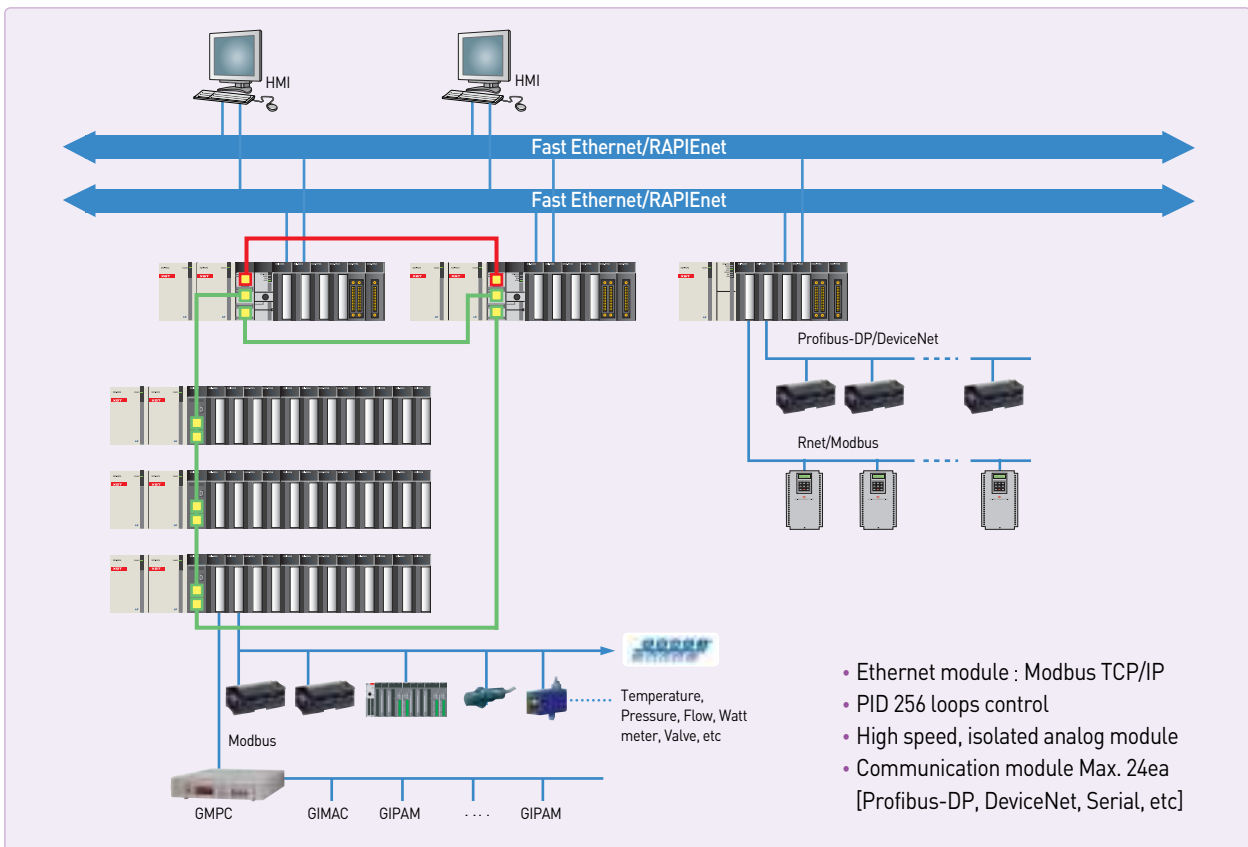 HMI
HMI
Fast Ethernet/RAPIEnet
Fast Ethernet/RAPIEnet
Profibus-DP/DeviceNet
Rnet/Modbus
Temperature,
Pressure, Flow, Watt
meter, Valve, etc
Modbus
GMPC
GIMAC
GIPAM
....
GIPAM
• Ethernet module : Modbus TCP/IP
• PID 256 loops control
• High speed, isolated analog module
• Communication module Max. 24ea
[Profibus-DP, DeviceNet, Serial, etc]